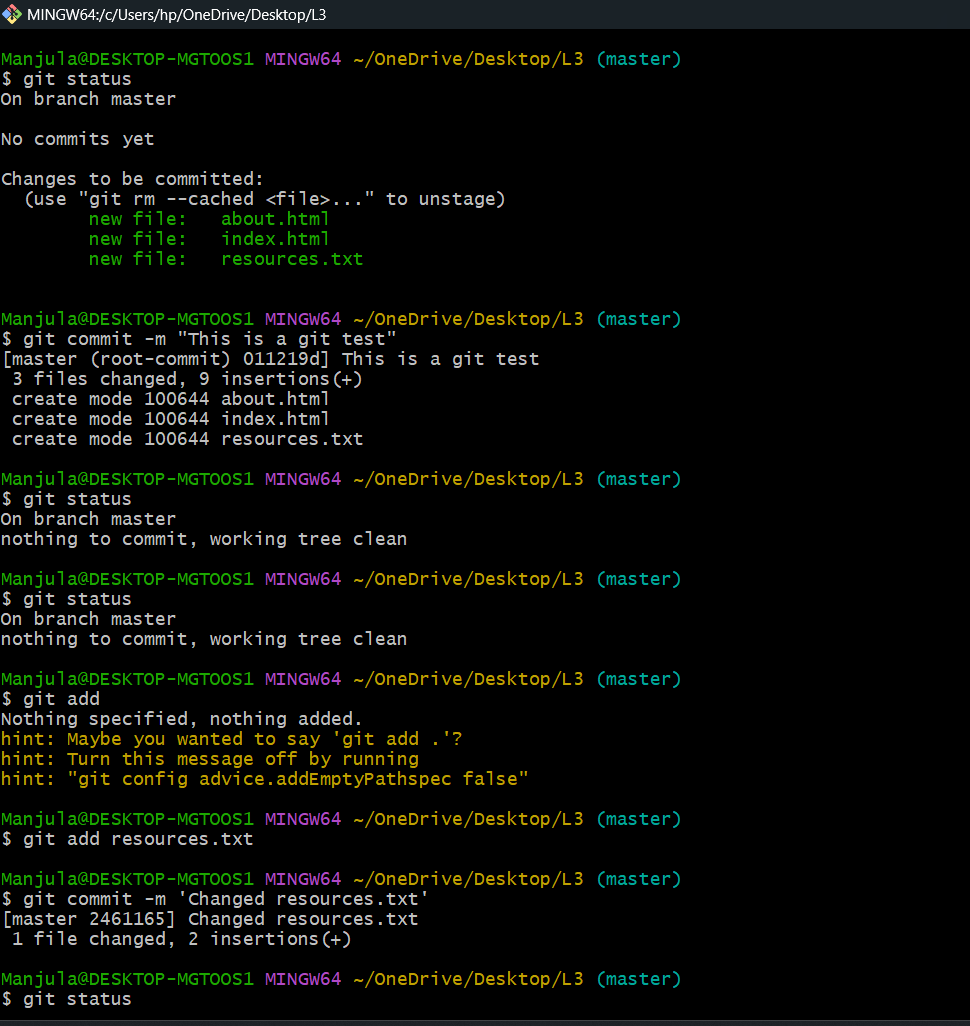 MINGW64:/c/Users/hp/OneDrive/Desktop/L3
Manjula@DESKTOP-MGTOOS1 MINGW64 ~/OneDrive/Desktop/L3 (master)
$ git status
On branch master
No commits yet
Changes to be committed:
  (use "git rm --cached <file>..." to unstage)
        new file:   about.html
        new file:   index.html
        new file:   resources.txt
Manjula@DESKTOP-MGTOOS1 MINGW64 ~/OneDrive/Desktop/L3 (master)
$ git commit -m "This is a git test"
[master (root-commit) 011219d] This is a git test
 3 files changed, 9 insertions(+)
 create mode 100644 about.html
 create mode 100644 index.html
 create mode 100644 resources.txt
Manjula@DESKTOP-MGTOOS1 MINGW64 ~/OneDrive/Desktop/L3 (master)
$ git status
On branch master
nothing to commit, working tree clean
Manjula@DESKTOP-MGTOOS1 MINGW64 ~/OneDrive/Desktop/L3 (master)
$ git status
On branch master
nothing to commit, working tree clean
Manjula@DESKTOP-MGTOOS1 MINGW64 ~/OneDrive/Desktop/L3 (master)
$ git add
Nothing specified, nothing added.
hint: Maybe you wanted to say 'git add .'?
hint: Turn this message off by running
hint: "git config advice.addEmptyPathspec false"
Manjula@DESKTOP-MGTOOS1 MINGW64 ~/OneDrive/Desktop/L3 (master)
$ git add resources.txt
Manjula@DESKTOP-MGTOOS1 MINGW64 ~/OneDrive/Desktop/L3 (master)
$ git commit -m 'Changed resources.txt'
[master 2461165] Changed resources.txt
 1 file changed, 2 insertions(+)
Manjula@DESKTOP-MGTOOS1 MINGW64 ~/OneDrive/Desktop/L3 (master)
$ git status